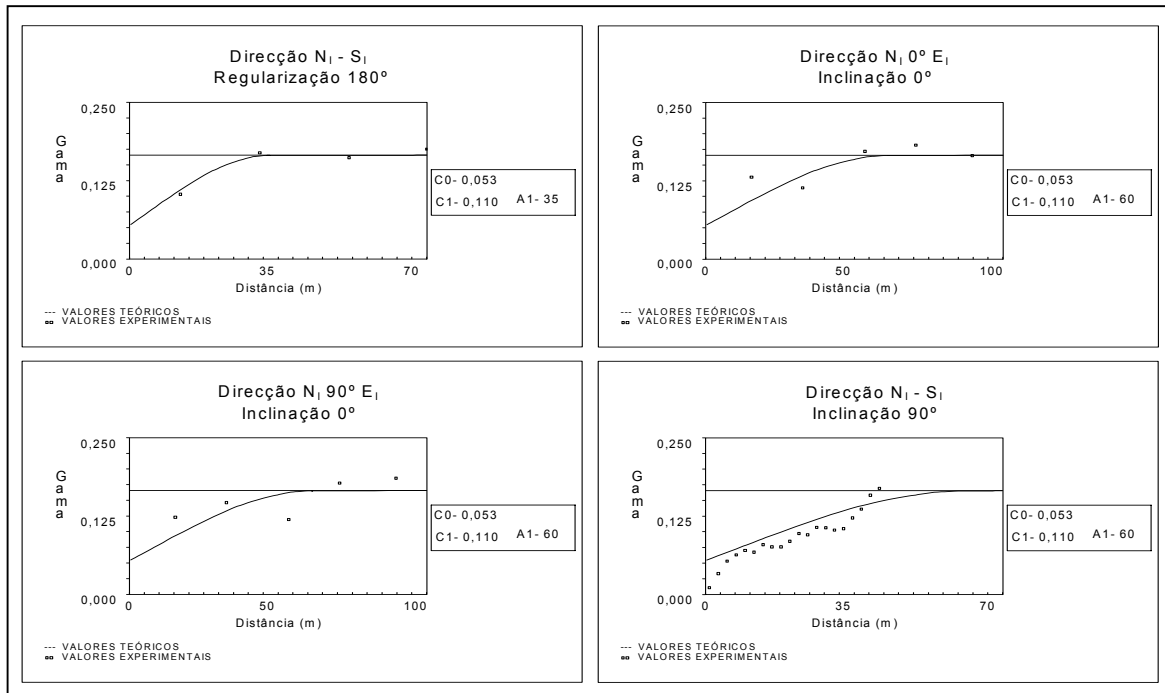 Direcção N_I - S_I
Regularização 180º
0,250
Gama
0,125
0,000
0 35 70
Distância (m)
C0- 0,053
C1- 0,110 A1- 35
--- VALORES TEÓRICOS
VALORES EXPERIMENTAIS
Direcção N_I 0º E_I
Inclinação 0º
0,250
Gama
0,125
0,000
0 50 100
Distância (m)
C0- 0,053
C1- 0,110 A1- 60
--- VALORES TEÓRICOS
VALORES EXPERIMENTAIS
Direcção N_I 90º E_I
Inclinação 0º
0,250
Gama
0,125
0,000
0 50 100
Distância (m)
C0- 0,053
C1- 0,110 A1- 60
--- VALORES TEÓRICOS
VALORES EXPERIMENTAIS
Direcção N_I - S_I
Inclinação 90º
0,250
Gama
0,125
0,000
0 35 70
Distância (m)
C0- 0,053
C1- 0,110 A1- 60
--- VALORES TEÓRICOS
VALORES EXPERIMENTAIS